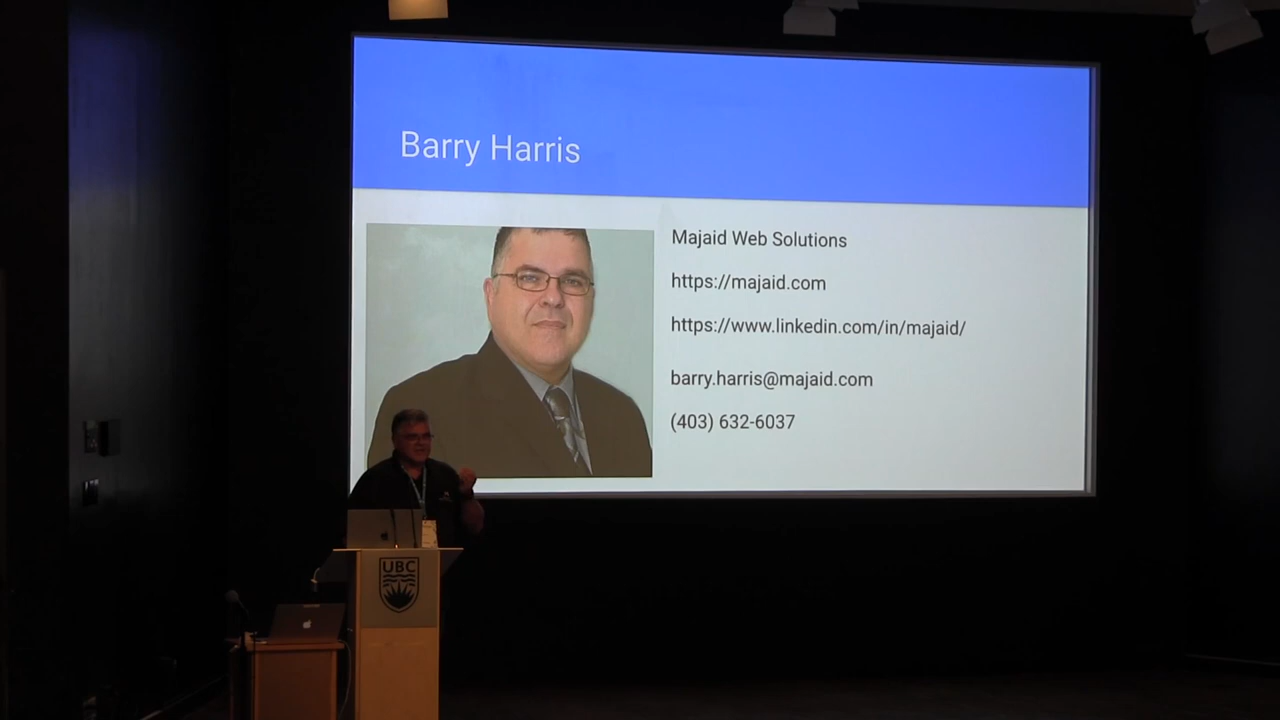 Barry Harris
Majaid Web Solutions
https://majaid.com
https://www.linkedin.com/in/majaid/
barry.harris@majaid.com
(403) 632-6037
UBC